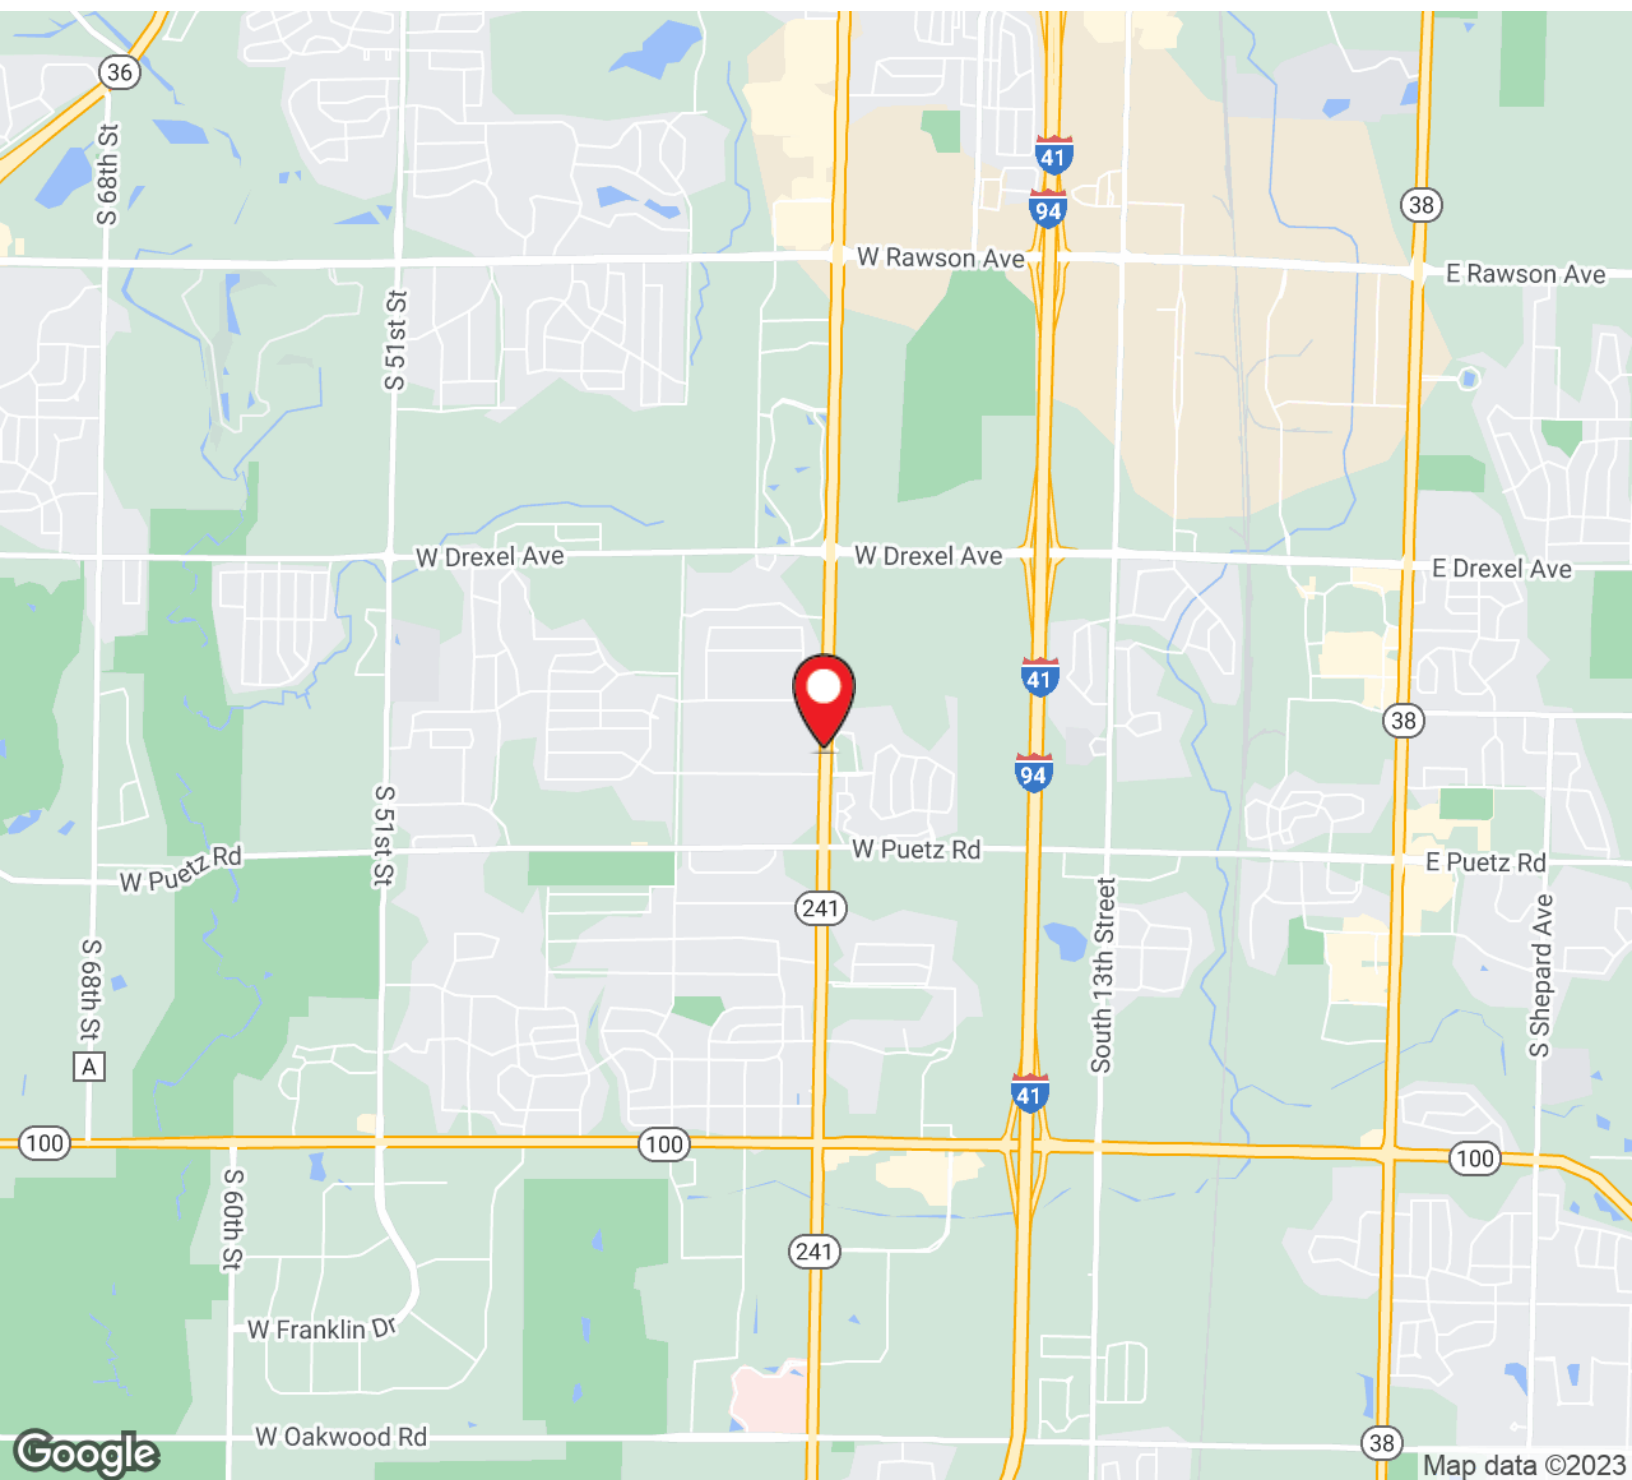 36
S 68th St
41
94
38
W Rawson Ave
E Rawson Ave
S 51st St
W Drexel Ave
W Drexel Ave
E Drexel Ave
41
38
94
S 51st St
W Puetz Rd
W Puetz Rd
E Puetz Rd
241
South 13th Street
S Shepard Ave
S 68th St
A
41
100
100
100
S 60th St
241
W Franklin Dr
W Oakwood Rd
38
Google
Map data ©2023